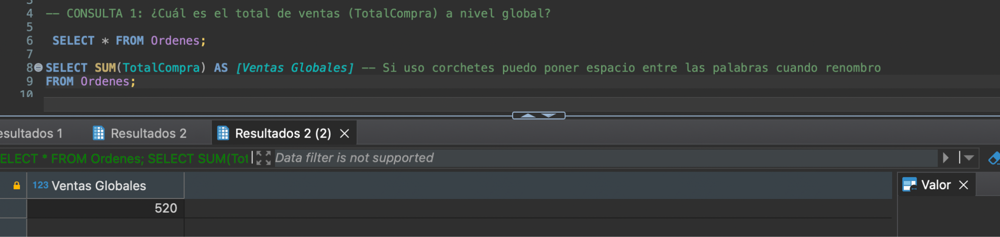 4 -- CONSULTA 1: ¿Cuál es el total de ventas (TotalCompra) a nivel global?
5
6 SELECT * FROM Ordenes;
7
8 SELECT SUM(TotalCompra) AS [Ventas Globales] -- Si uso corchetes puedo poner espacio entre las palabras cuando renombro
9 FROM Ordenes;
10
esultados 1 Resultados 2 Resultados 2 (2)
ELECT * FROM Ordenes; SELECT SUM(Tot Data filter is not supported
123 Ventas Globales Valor
520